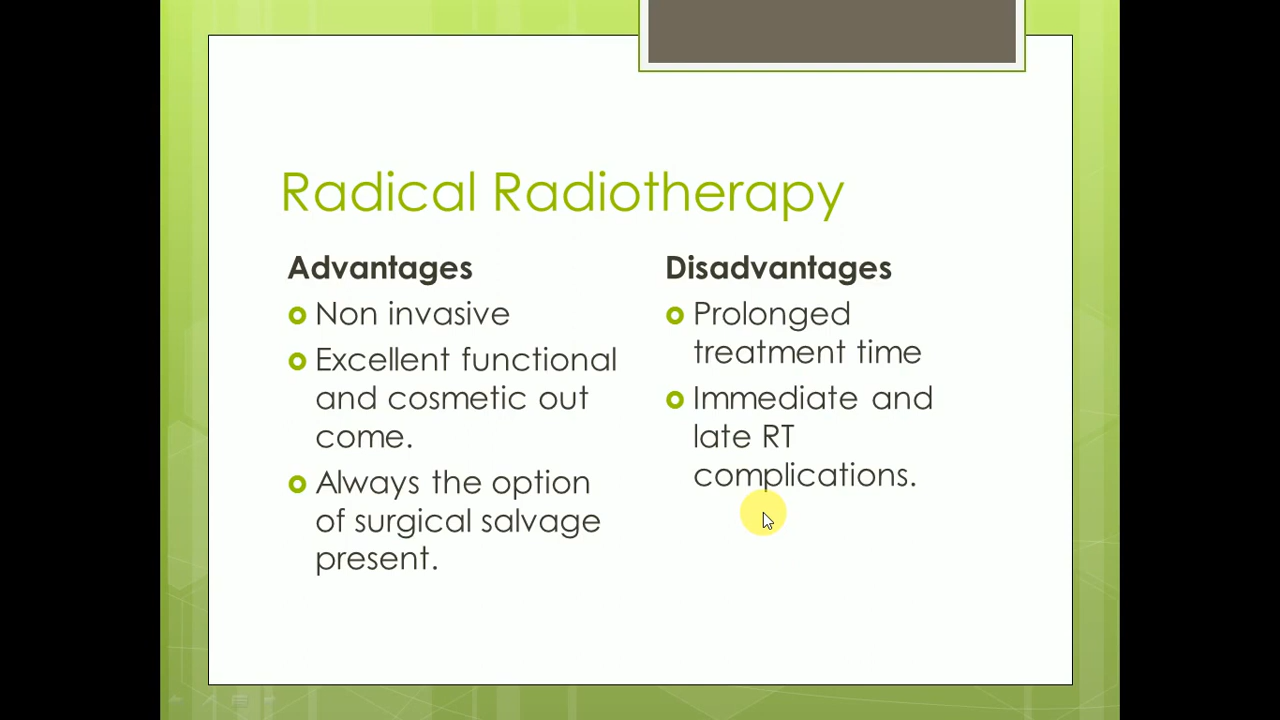 Radical Radiotherapy
Advantages
Non invasive
Excellent functional
and cosmetic out
come.
Always the option
of surgical salvage
present.
Disadvantages
Prolonged
treatment time
Immediate and
late RT
complications.